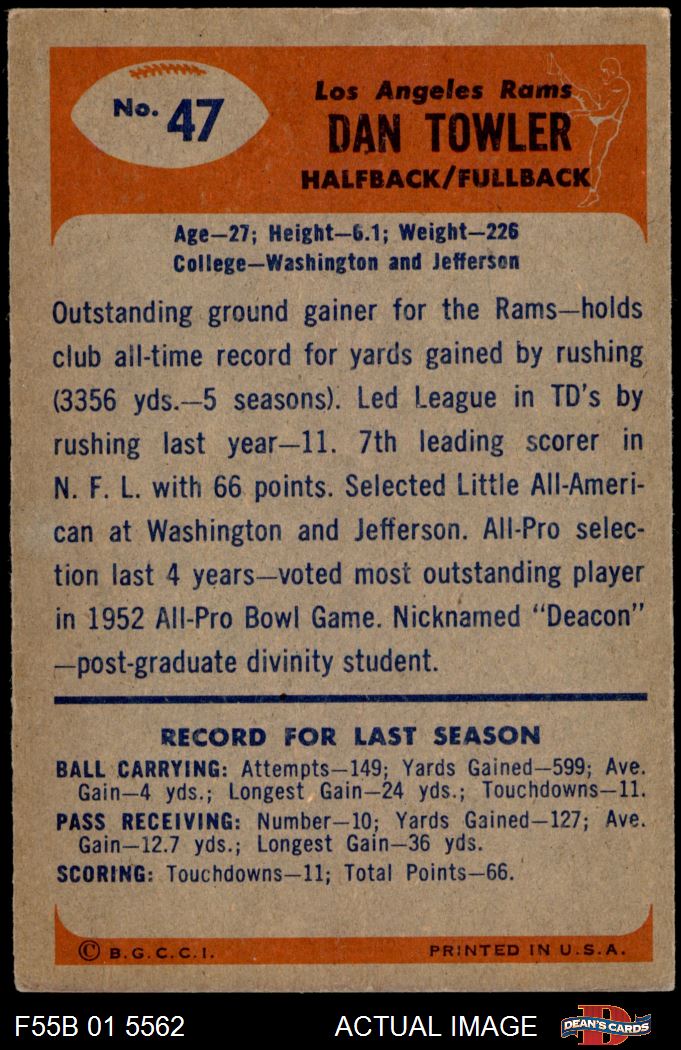 No. 47
Los Angeles Rams
DAN TOWLER
HALFBACK/FULLBACK
Age—27; Height—6.1; Weight—226
College—Washington and Jefferson
Outstanding ground gainer for the Rams—holds
club all-time record for yards gained by rushing
(3356 yds.—5 seasons). Led League in TD's by
rushing last year—11. 7th leading scorer in
N. F. L. with 66 points. Selected Little All-Ameri-
can at Washington and Jefferson. All-Pro selec-
tion last 4 years—voted most outstanding player
in 1952 All-Pro Bowl Game. Nicknamed "Deacon"
—post-graduate divinity student.
RECORD FOR LAST SEASON
BALL CARRYING: Attempts—149; Yards Gained—599; Ave.
Gain—4 yds.; Longest Gain—24 yds.; Touchdowns—11.
PASS RECEIVING: Number—10; Yards Gained—127; Ave.
Gain—12.7 yds.; Longest Gain—36 yds.
SCORING: Touchdowns—11; Total Points—66.
© B.G.C.C.I. PRINTED IN U.S.A.
F55B 01 5562 ACTUAL IMAGE D DEAN'S CARDS